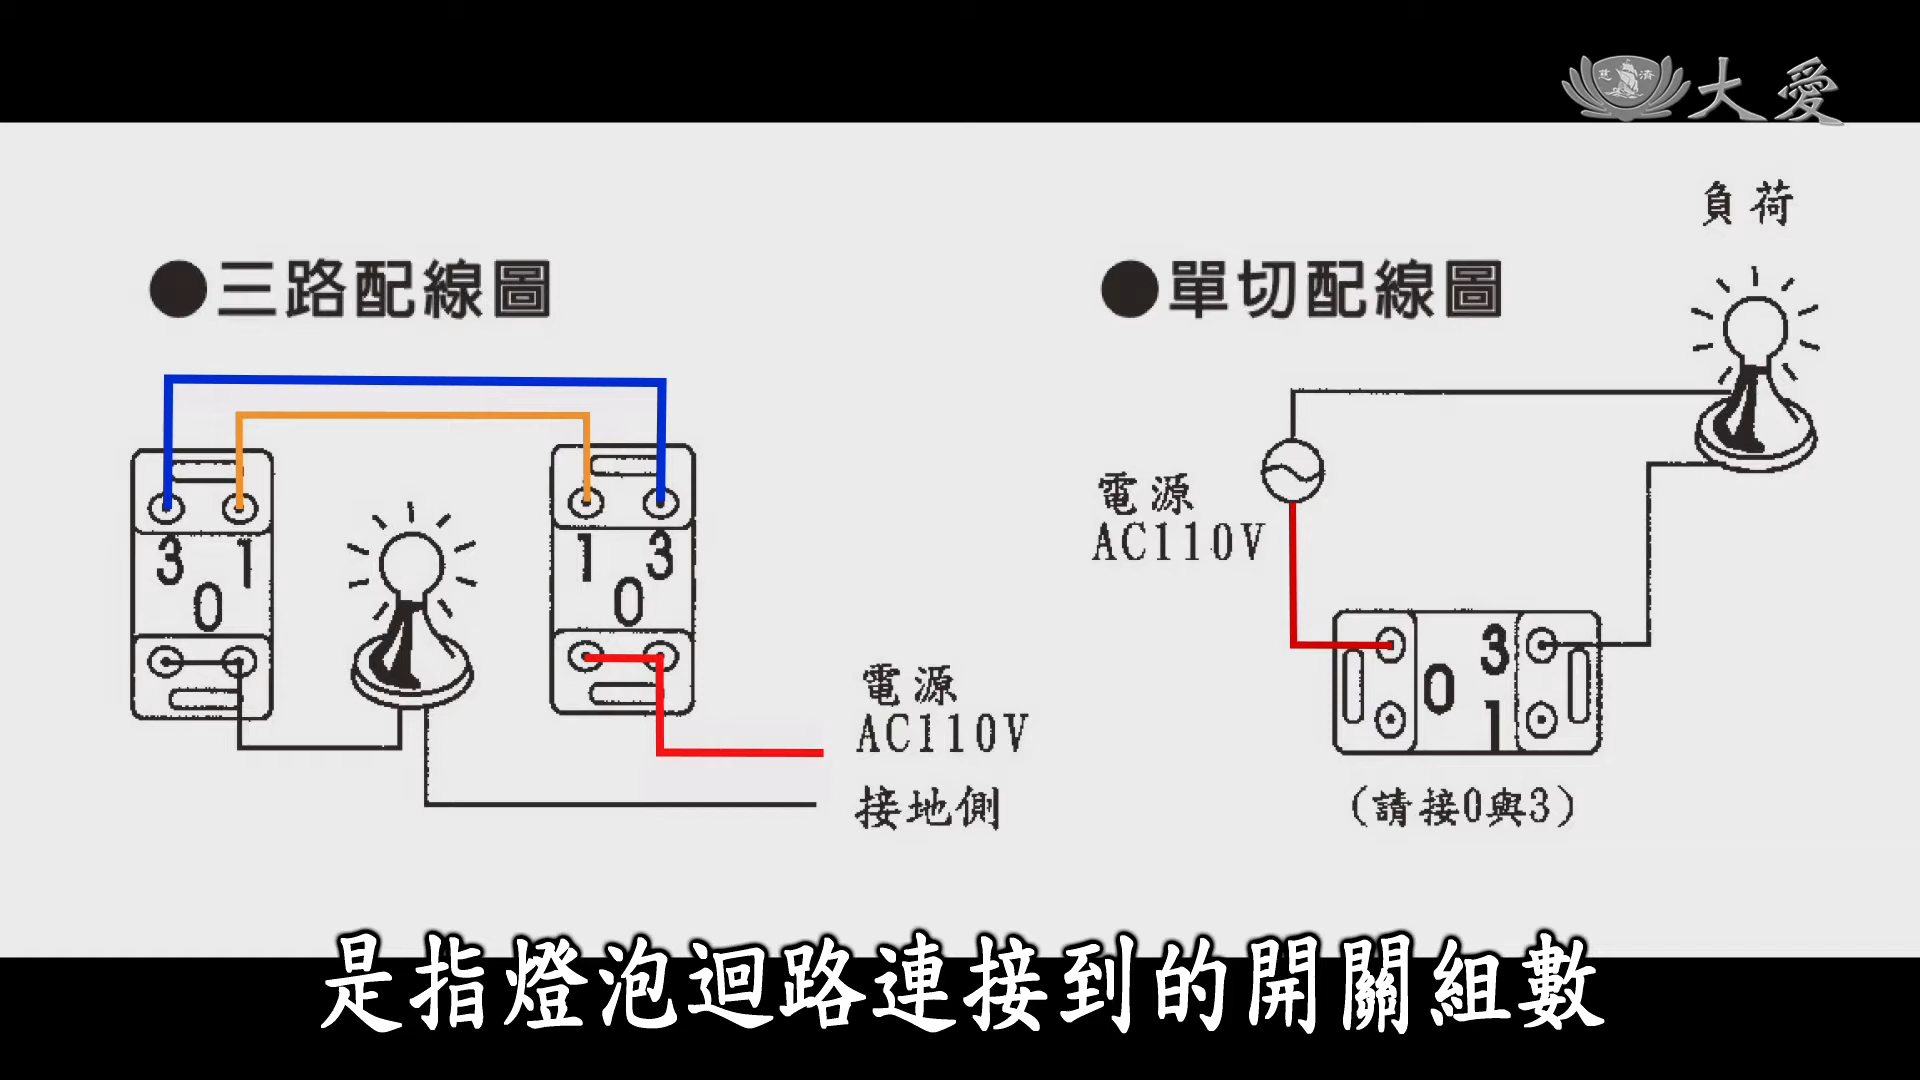 慈濟
大愛
●三路配線圖
3 1
0
1 3
0
電源
AC110V
接地側
●單切配線圖
負荷
電源
AC110V
0 3
1
(請接0與3)
是指燈泡迴路連接到的開關組數